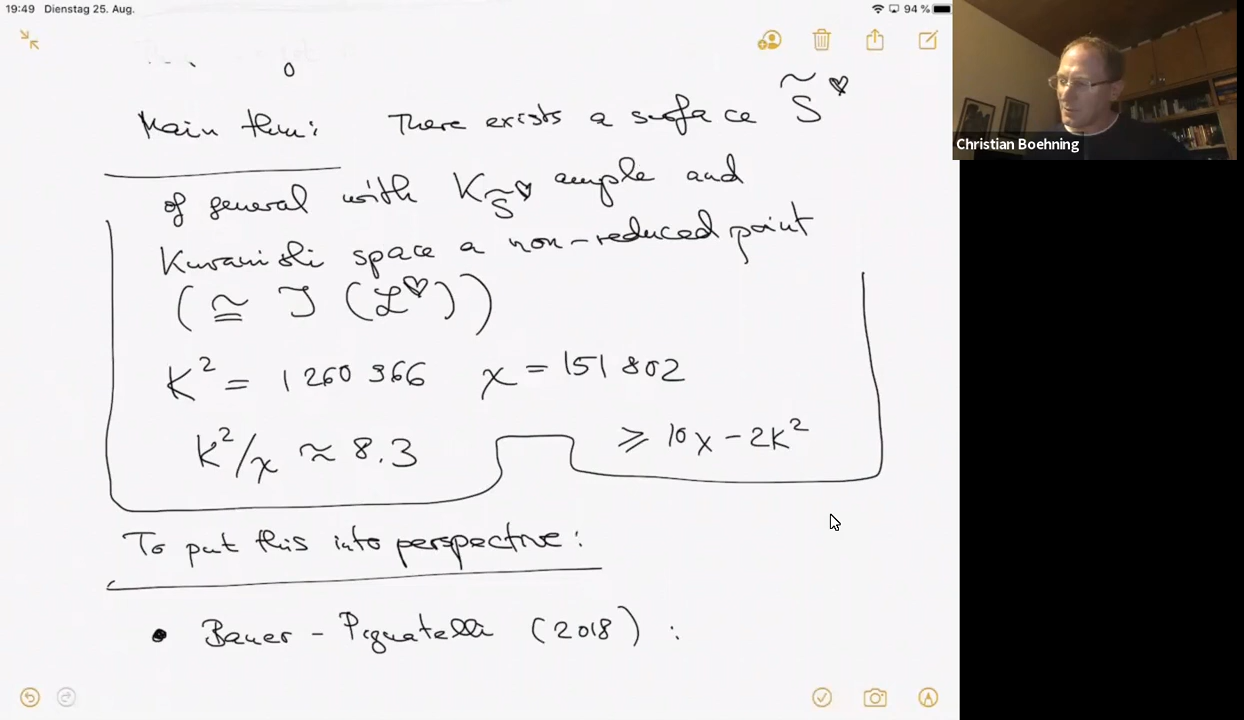 19:49 Dienstag 25. Aug.
94 %
Main thm: There exists a surface S̃♡
of general with K_S̃♡ ample and
Kuranishi space a non-reduced point
(≅ ℑ (ℒ♡))
K² = 1 260 966 χ = 151 802
K²/χ ≈ 8.3 ⩾ 10χ - 2K²
To put this into perspective:
• Bauer - Pignatelli (2018) :
Christian Boehning